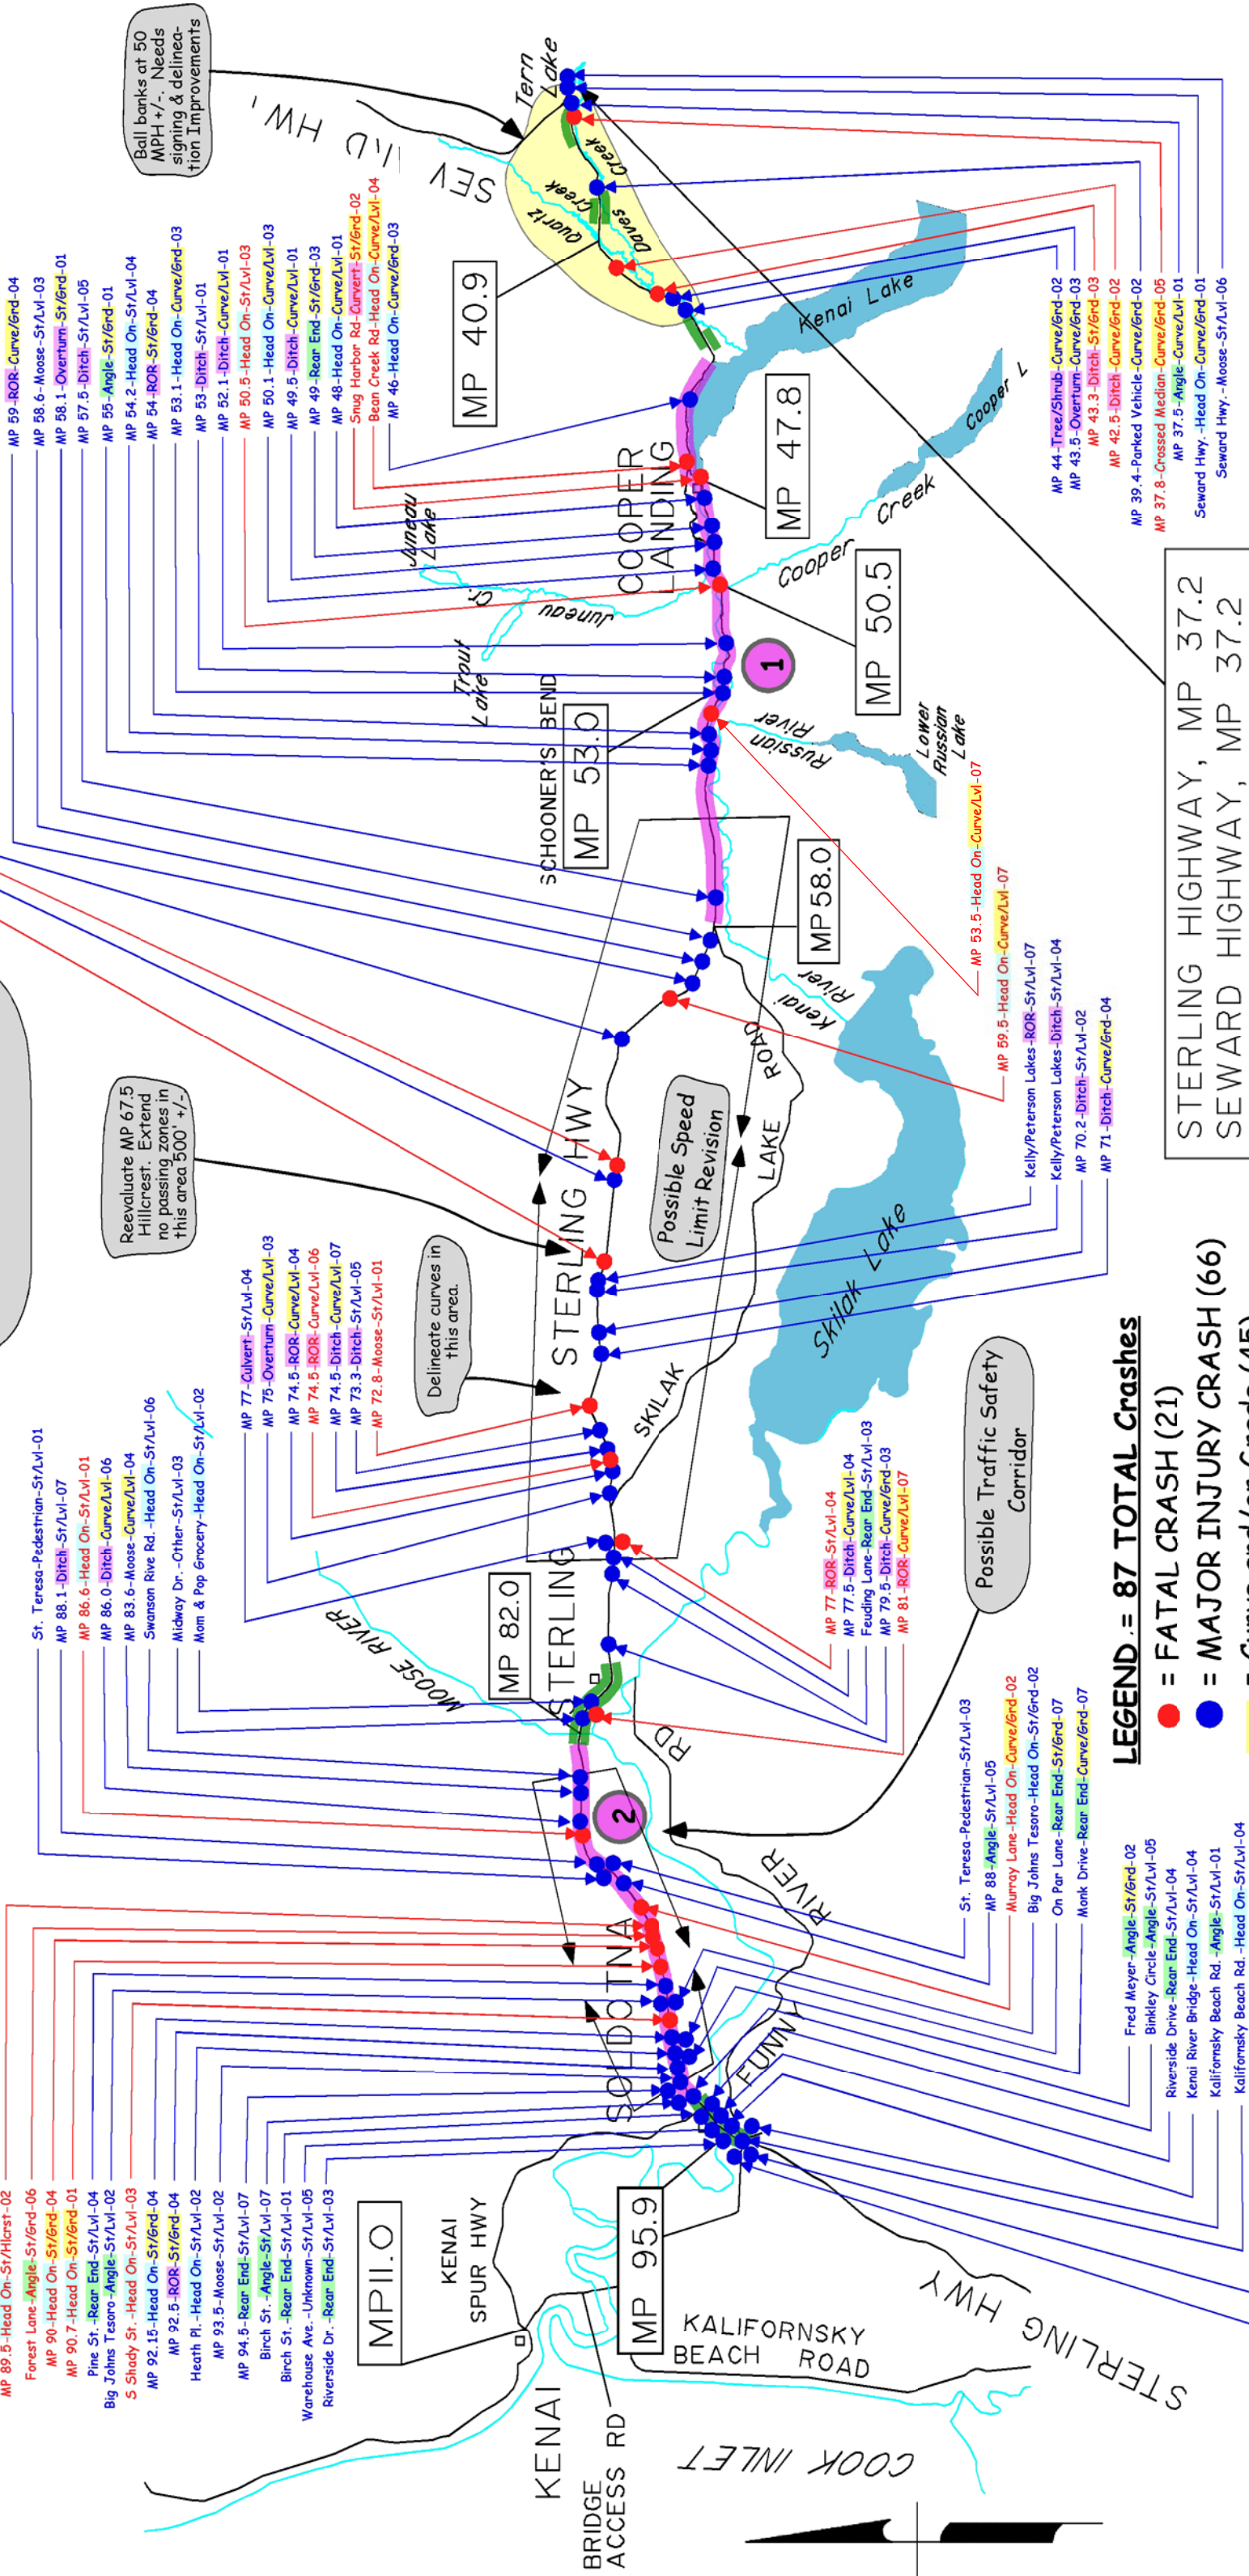 Ball banks at 50
MPH +/-. Needs
signing & delinea-
tion Improvements
SEWARD HWY
Tern
Lake
MP 59-ROR-Curve/Grd-04
MP 58.6-Moose-St/Lvl-03
MP 58.1-Overturn-St/Grd-01
MP 57.5-Ditch-St/Lvl-05
MP 55-Angle-St/Grd-01
MP 54.2-Head On-St/Lvl-04
MP 54-ROR-St/Grd-04
MP 53.1-Head On-Curve/Grd-03
MP 53-Ditch-St/Lvl-01
MP 52.1-Ditch-Curve/Lvl-01
MP 50.5-Head On-St/Lvl-03
MP 50.1-Head On-Curve/Lvl-03
MP 49.5-Ditch-Curve/Lvl-01
MP 49-Rear End-St/Grd-03
MP 48-Head On-Curve/Lvl-01
Snug Harbor Rd-Curvert-St/Grd-02
Bean Creek Rd-Head On-Curve/Lvl-04
MP 46-Head On-Curve/Grd-03
MP 40.9
Quartz
Creek
Daves Creek
Kenai Lake
MP 47.8
COOPER
LANDING
Juneau
Lake
Juneau
Cr.
Trout
Lake
Cooper Creek
Cooper L
MP 50.5
1
SCHOONER'S BEND
MP 53.0
Russian
River
Lower
Russian
Lake
MP 58.0
Kenai
River
MP 44-Tree/Shrub-Curve/Grd-02
MP 43.5-Overturn-Curve/Grd-03
MP 43.3-Ditch-St/Grd-03
MP 42.5-Ditch-Curve/Grd-02
MP 39.4-Parked Vehicle-Curve/Grd-02
MP 37.8-Crossed Median-Curve/Grd-05
MP 37.5-Angle-Curve/Lvl-01
Seward Hwy.-Head On-Curve/Grd-01
Seward Hwy.-Moose-St/Lvl-06
STERLING HIGHWAY, MP 37.2
SEWARD HIGHWAY, MP 37.2
MP 53.5-Head On-Curve/Lvl-07
MP 59.5-Head On-Curve/Lvl-07
Kelly/Peterson Lakes-ROR-St/Lvl-07
Kelly/Peterson Lakes-Ditch-St/Lvl-04
MP 70.2-Ditch-St/Lvl-02
MP 71-Ditch-Curve/Grd-04
Reevaluate MP 67.5
Hillcrest. Extend
no passing zones in
this area 500' +/-.
STERLING HWY
Possible Speed
Limit Revision
SKILAK LAKE ROAD
Skilak Lake
Delineate curves in
this area.
MP 77-Culvert-St/Lvl-04
MP 75-Overturn-Curve/Lvl-03
MP 74.5-ROR-Curve/Lvl-04
MP 74.5-ROR-Curve/Lvl-06
MP 74.5-Ditch-Curve/Lvl-07
MP 73.3-Ditch-St/Lvl-05
MP 72.8-Moose-St/Lvl-01
St. Teresa-Pedestrian-St/Lvl-01
MP 88.1-Ditch-St/Lvl-07
MP 86.6-Head On-St/Lvl-01
MP 86.0-Ditch-Curve/Lvl-06
MP 83.6-Moose-Curve/Lvl-04
Swanson Rive Rd.-Head On-St/Lvl-06
Midway Dr.-Other-St/Lvl-03
Mom & Pop Grocery-Head On-St/Lvl-02
MOOSE RIVER
MP 82.0
STERLING
MP 77-ROR-St/Lvl-04
MP 77.5-Ditch-Curve/Lvl-04
Feuding Lane-Rear End-St/Lvl-03
MP 79.5-Ditch-Curve/Grd-03
MP 81-ROR-Curve/Lvl-07
Possible Traffic Safety
Corridor
LEGEND = 87 TOTAL Crashes
= FATAL CRASH (21)
= MAJOR INJURY CRASH (66)
= Curve and/or Grade (45)
2
FUNNY RIVER RD
SOLDOTNA
St. Teresa-Pedestrian-St/Lvl-03
MP 88-Angle-St/Lvl-05
Murray Lane-Head On-Curve/Grd-02
Big Johns Tesoro-Head On-St/Grd-02
On Par Lane-Rear End-St/Grd-07
Monk Drive-Rear End-Curve/Grd-07
Fred Meyer-Angle-St/Grd-02
Binkley Circle-Angle-St/Lvl-05
Riverside Drive-Rear End-St/Lvl-04
Kenai River Bridge-Head On-St/Lvl-04
Kalifornsky Beach Rd.-Angle-St/Lvl-01
Kalifornsky Beach Rd.-Head On-St/Lvl-04
MP 89.5-Head On-St/Hlcrst-02
Forest Lane-Angle-St/Grd-06
MP 90-Head On-St/Grd-04
MP 90.7-Head On-St/Grd-01
Pine St.-Rear End-St/Lvl-04
Big Johns Tesoro-Angle-St/Lvl-02
S Shady St.-Head On-St/Lvl-03
MP 92.15-Head On-St/Grd-04
MP 92.5-ROR-St/Grd-04
Heath Pl.-Head On-St/Lvl-02
MP 93.5-Moose-St/Lvl-02
MP 94.5-Rear End-St/Lvl-07
Birch St.-Angle-St/Lvl-07
Birch St.-Rear End-St/Lvl-01
Warehouse Ave.-Unknown-St/Lvl-05
Riverside Dr.-Rear End-St/Lvl-03
MP11.0
KENAI
SPUR HWY
MP 95.9
KALIFORNSKY
BEACH ROAD
STERLING HWY
KENAI
BRIDGE
ACCESS RD
COOK INLET